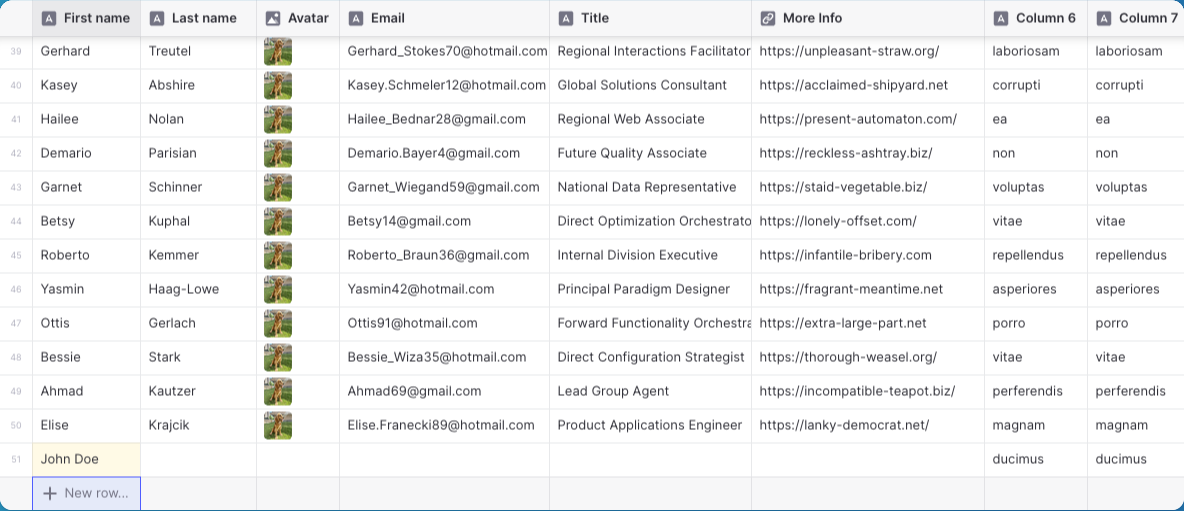 First name Last name Avatar Email Title More Info Column 6 Column 7
39 Gerhard Treutel Gerhard_Stokes70@hotmail.com Regional Interactions Facilitator https://unpleasant-straw.org/ laboriosam laboriosam
40 Kasey Abshire Kasey.Schmeler12@hotmail.com Global Solutions Consultant https://acclaimed-shipyard.net corrupti corrupti
41 Hailee Nolan Hailee_Bednar28@gmail.com Regional Web Associate https://present-automaton.com/ ea ea
42 Demario Parisian Demario.Bayer4@gmail.com Future Quality Associate https://reckless-ashtray.biz/ non non
43 Garnet Schinner Garnet_Wiegand59@gmail.com National Data Representative https://staid-vegetable.biz/ voluptas voluptas
44 Betsy Kuphal Betsy14@gmail.com Direct Optimization Orchestrato https://lonely-offset.com/ vitae vitae
45 Roberto Kemmer Roberto_Braun36@gmail.com Internal Division Executive https://infantile-bribery.com repellendus repellendus
46 Yasmin Haag-Lowe Yasmin42@hotmail.com Principal Paradigm Designer https://fragrant-meantime.net asperiores asperiores
47 Ottis Gerlach Ottis91@hotmail.com Forward Functionality Orchestra https://extra-large-part.net porro porro
48 Bessie Stark Bessie_Wiza35@hotmail.com Direct Configuration Strategist https://thorough-weasel.org/ vitae vitae
49 Ahmad Kautzer Ahmad69@gmail.com Lead Group Agent https://incompatible-teapot.biz/ perferendis perferendis
50 Elise Krajcik Elise.Franecki89@hotmail.com Product Applications Engineer https://lanky-democrat.net/ magnam magnam
51 John Doe ducimus ducimus
New row...